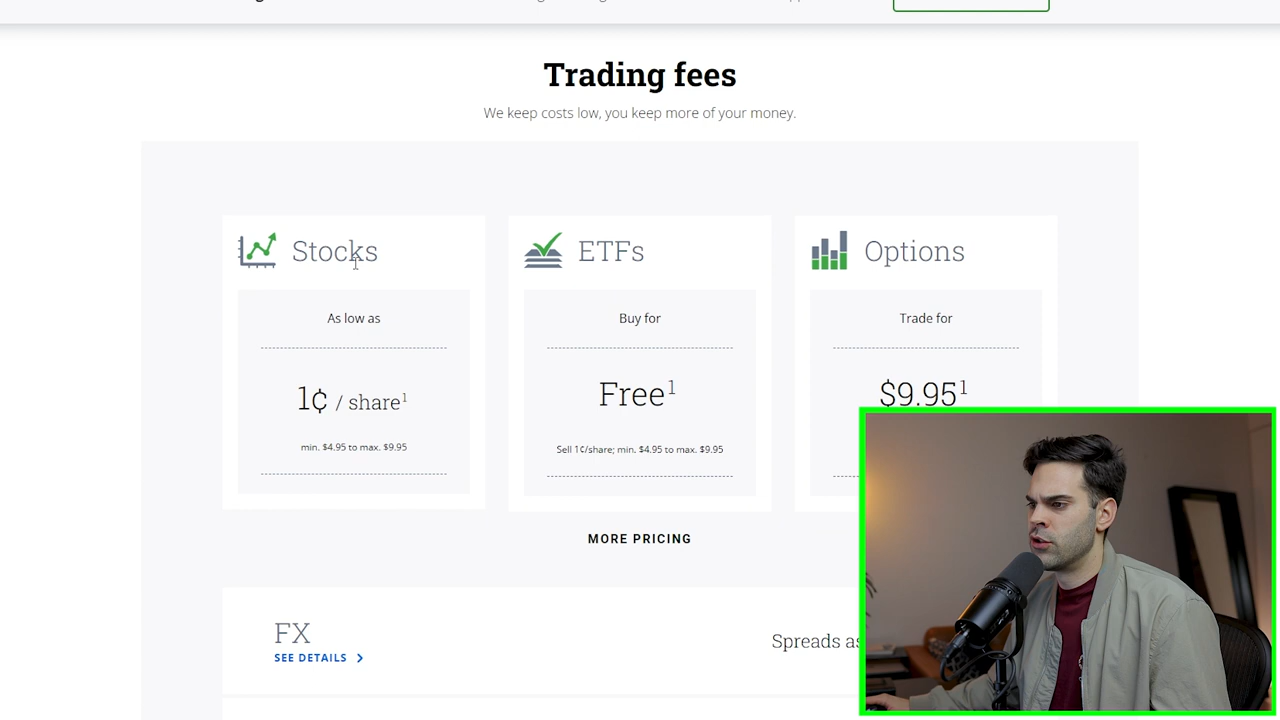 Trading fees
We keep costs low, you keep more of your money.
Stocks
As low as
1¢ / share¹
min. $4.95 to max. $9.95
ETFs
Buy for
Free¹
Sell 1¢/share; min. $4.95 to max. $9.95
Options
Trade for
$9.95¹
MORE PRICING
FX
SEE DETAILS
Spreads as